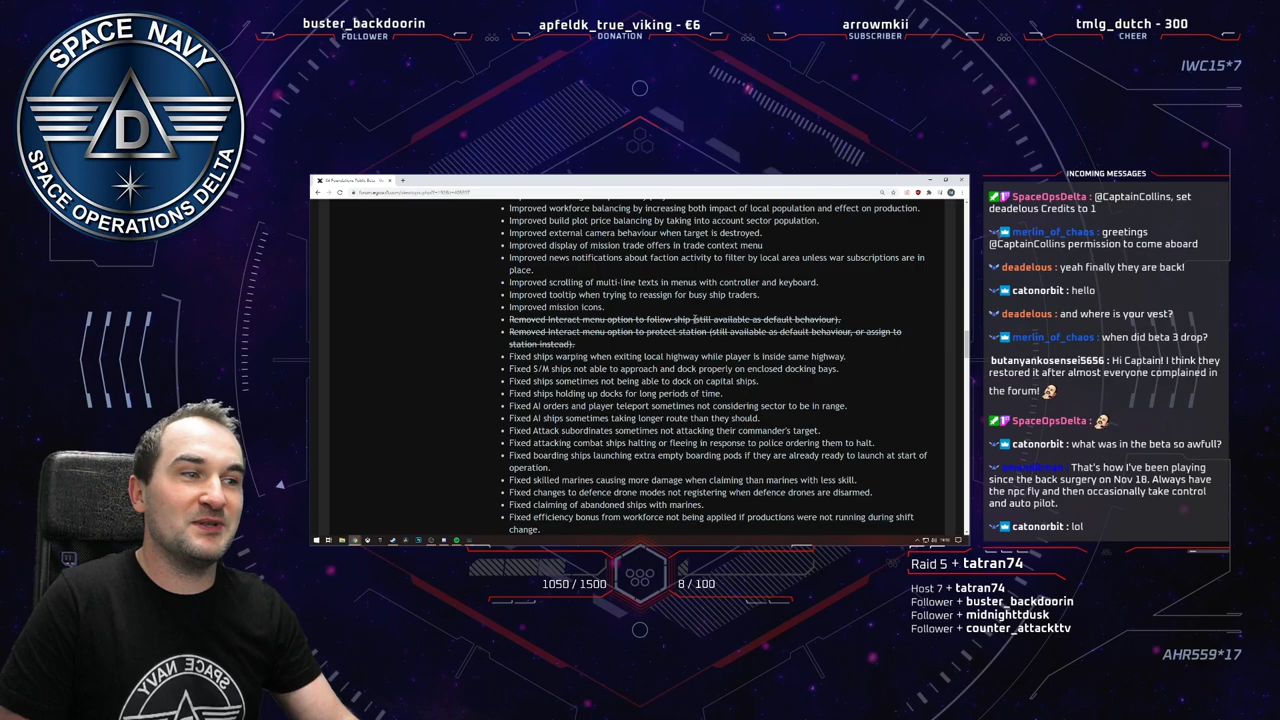 buster_backdoorin
FOLLOWER
apfeldk_true_viking - €6
DONATION
arrowmkii
SUBSCRIBER
tmlg_dutch - 300
CHEER
SPACE NAVY
D
SPACE OPERATIONS DELTA
IWC15*7
Improved workforce balancing by increasing both impact of local population and effect on production.
Improved build plot price balancing by taking into account sector population.
Improved external camera behaviour when target is destroyed.
Improved display of mission trade offers in trade context menu
Improved news notifications about faction activity to filter by local area unless war subscriptions are in
place.
Improved scrolling of multi-line texts in menus with controller and keyboard.
Improved tooltip when trying to reassign for busy ship traders.
Improved mission icons.
Removed interact menu option to follow ship (still available as default behaviour).
Removed interact menu option to protect station (still available as default behaviour, or assign to
station instead).
Fixed ships warping when exiting local highway while player is inside same highway.
Fixed S/M ships not able to approach and dock properly on enclosed docking bays.
Fixed ships sometimes not being able to dock on capital ships.
Fixed ships holding up docks for long periods of time.
Fixed AI orders and player teleport sometimes not considering sector to be in range.
Fixed AI ships sometimes taking longer route than they should.
Fixed Attack subordinates sometimes not attacking their commander's target.
Fixed attacking combat ships halting or fleeing in response to police ordering them to halt.
Fixed boarding ships launching extra empty boarding pods if they are already ready to launch at start of
operation.
Fixed skilled marines causing more damage when claiming than marines with less skill.
Fixed changes to defence drone modes not registering when defence drones are disarmed.
Fixed claiming of abandoned ships with marines.
Fixed efficiency bonus from workforce not being applied if productions were not running during shift
change.
INCOMING MESSAGES
SpaceOpsDelta : @CaptainCollins, set
deadelous Credits to 1
merlin_of_chaos : greetings
@CaptainCollins permission to come aboard
deadelous : yeah finally they are back!
catonorbit : hello
deadelous : and where is your vest?
merlin_of_chaos : when did beta 3 drop?
butanyankosensei5656 : Hi Captain! I think they
restored it after almost everyone complained in
the forum!
SpaceOpsDelta :
catonorbit : what was in the beta so awfull?
That's how I've been playing
since the back surgery on Nov 18. Always have
the npc fly and then occasionally take control
and auto pilot.
catonorbit : lol
1050 / 1500
8 / 100
Raid 5 + tatran74
Host 7 + tatran74
Follower + buster_backdoorin
Follower + midnighttdusk
Follower + counter_attackttv
AHR559*17